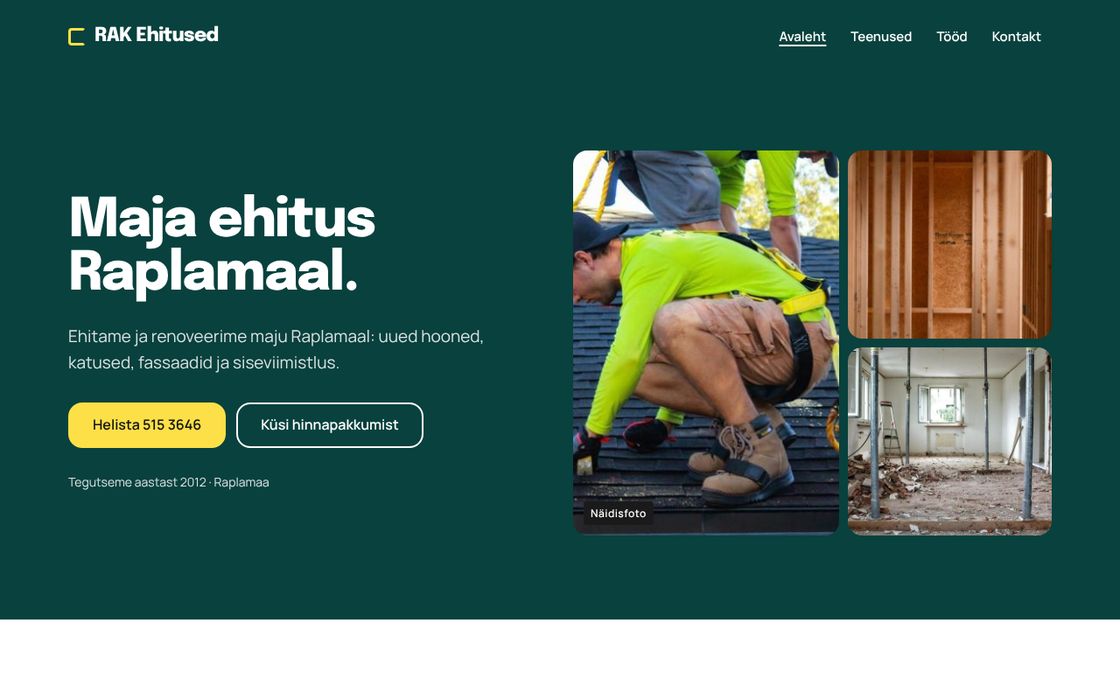 RAK Ehitused
Avaleht Teenused Tööd Kontakt
Maja ehitus
Raplamaal.
Ehitame ja renoveerime maju Raplamaal: uued hooned,
katused, fassaadid ja siseviimistlus.
Helista 515 3646
Küsi hinnapakkumist
Tegutseme aastast 2012 · Raplamaa
Näidisfoto